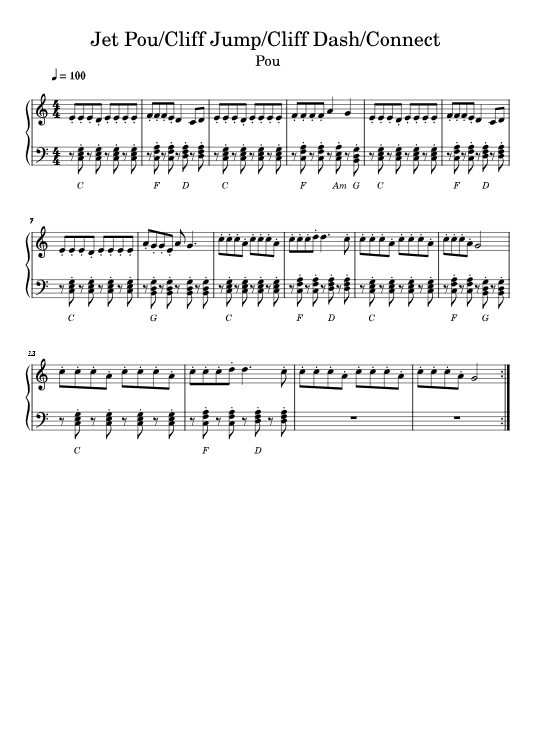 Jet Pou/Cliff Jump/Cliff Dash/Connect
Pou
♩ = 100
C F D C F Am G C F D
7
C G C F D C F G
13
C F D